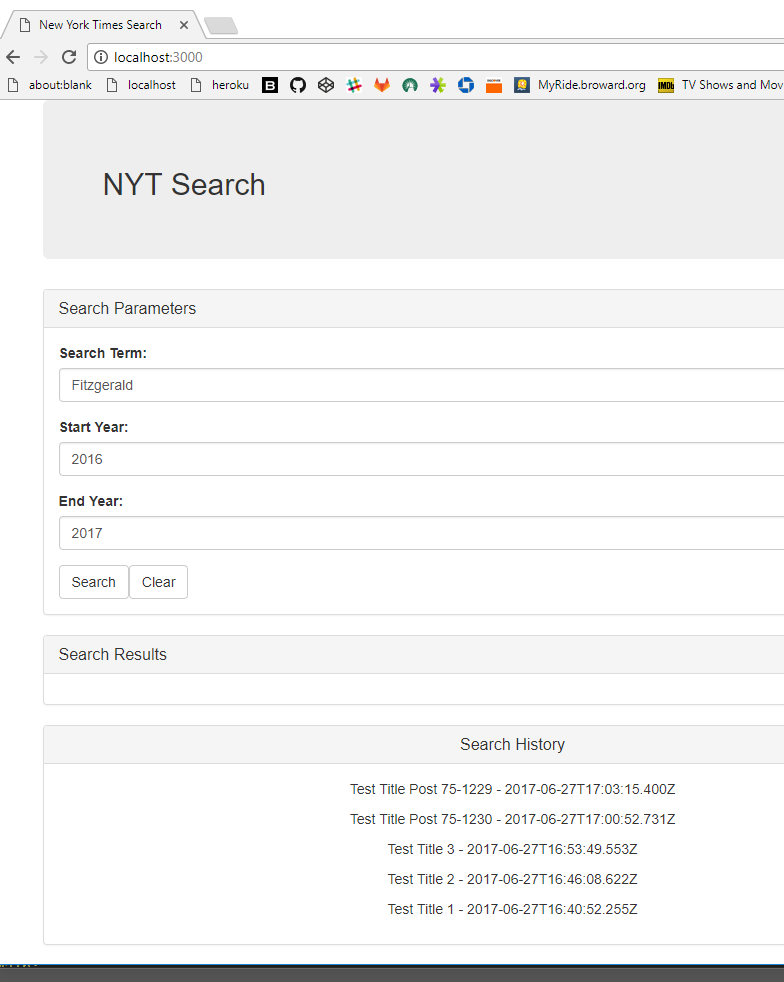 New York Times Search
localhost:3000
about:blank localhost heroku B MyRide.broward.org IMDb TV Shows and Mov
NYT Search
Search Parameters
Search Term:
Fitzgerald
Start Year:
2016
End Year:
2017
Search Clear
Search Results
Search History
Test Title Post 75-1229 - 2017-06-27T17:03:15.400Z
Test Title Post 75-1230 - 2017-06-27T17:00:52.731Z
Test Title 3 - 2017-06-27T16:53:49.553Z
Test Title 2 - 2017-06-27T16:46:08.622Z
Test Title 1 - 2017-06-27T16:40:52.255Z